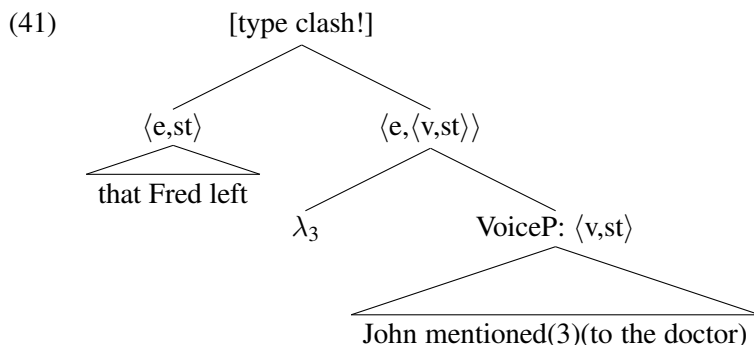 (41) [type clash!]
⟨e,st⟩ ⟨e,⟨v,st⟩⟩
that Fred left
λ₃ VoiceP: ⟨v,st⟩
John mentioned(3)(to the doctor)